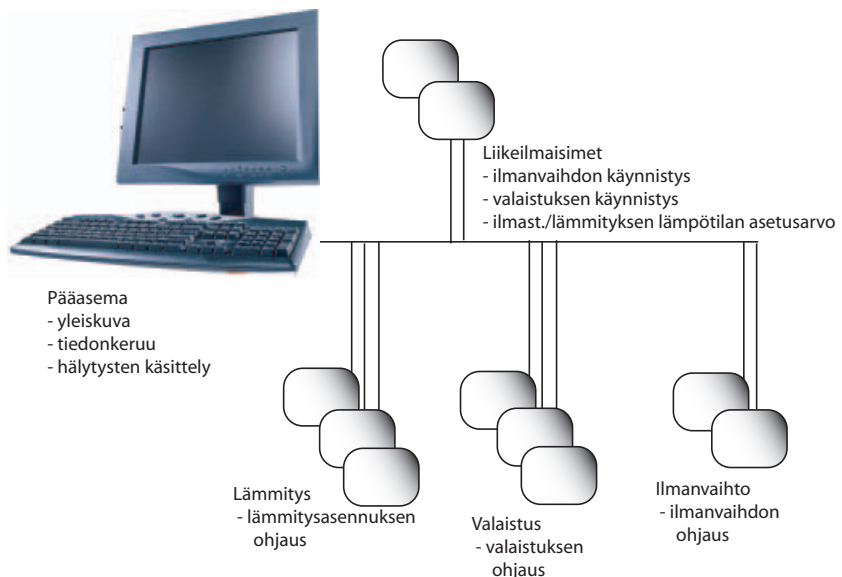 Liikeilmaisimet
- ilmanvaihdon käynnistys
- valaistuksen käynnistys
- ilmast./lämmityksen lämpötilan asetusarvo
Pääasema
- yleiskuva
- tiedonkeruu
- hälytysten käsittely
Lämmitys
- lämmitysasennuksen
ohjaus
Valaistus
- valaistuksen
ohjaus
Ilmanvaihto
- ilmanvaihdon
ohjaus